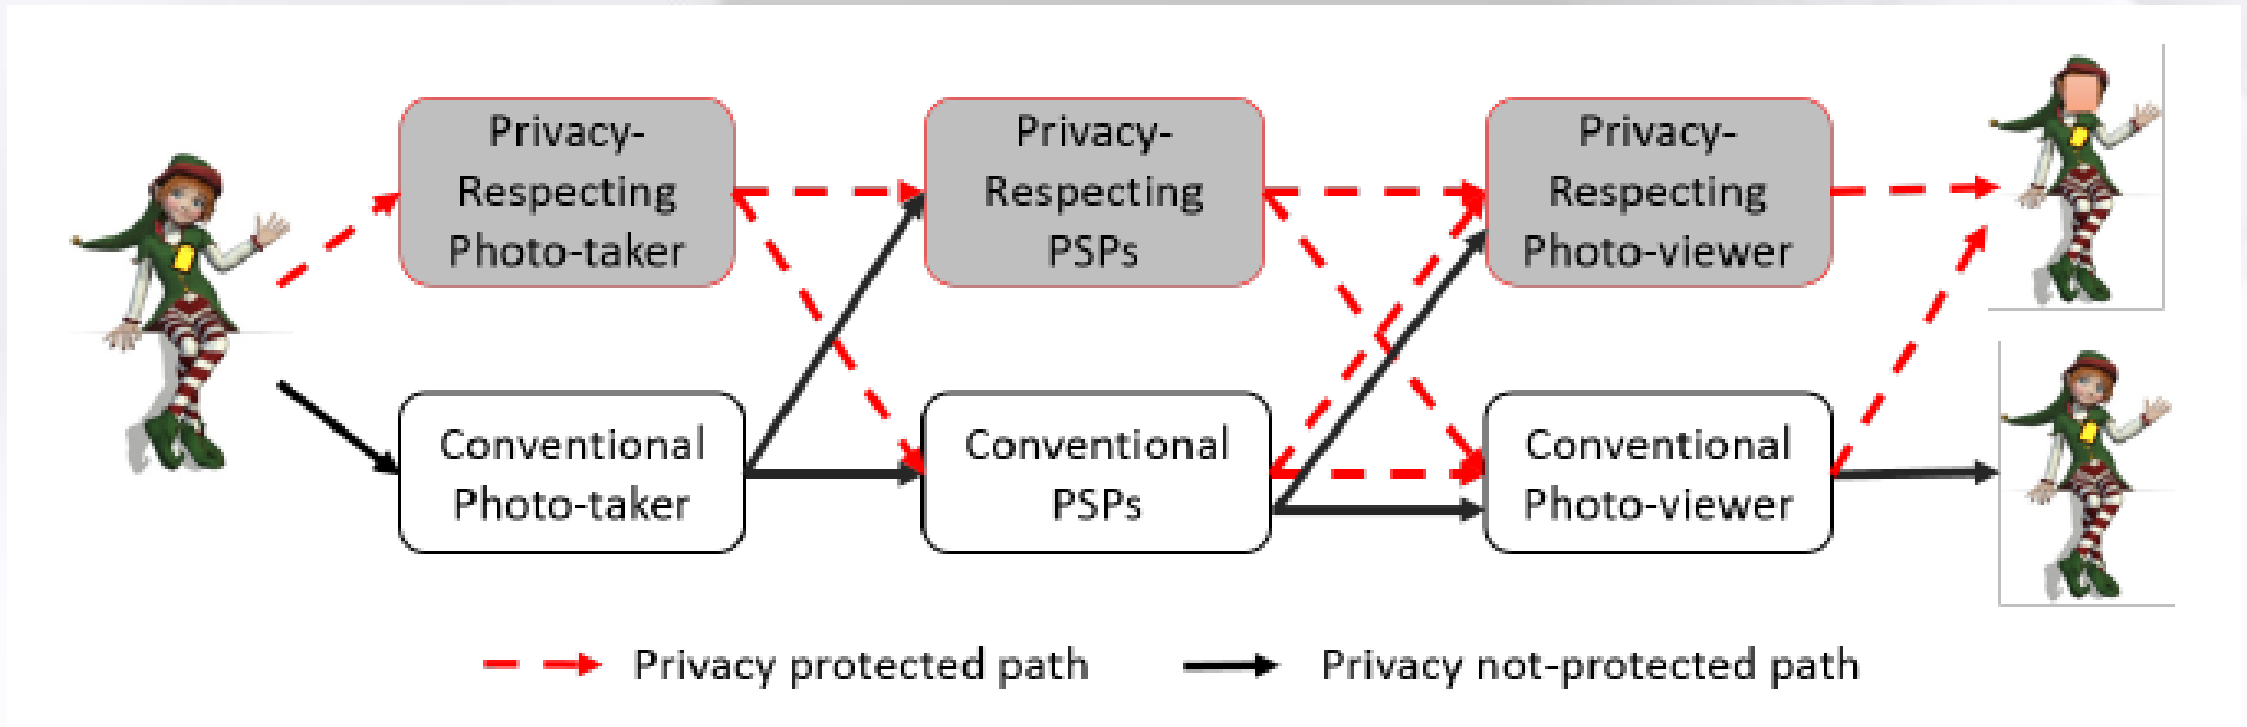 Privacy-
Respecting
Photo-taker
Privacy-
Respecting
PSPs
Privacy-
Respecting
Photo-viewer
Conventional
Photo-taker
Conventional
PSPs
Conventional
Photo-viewer
Privacy protected path
Privacy not-protected path